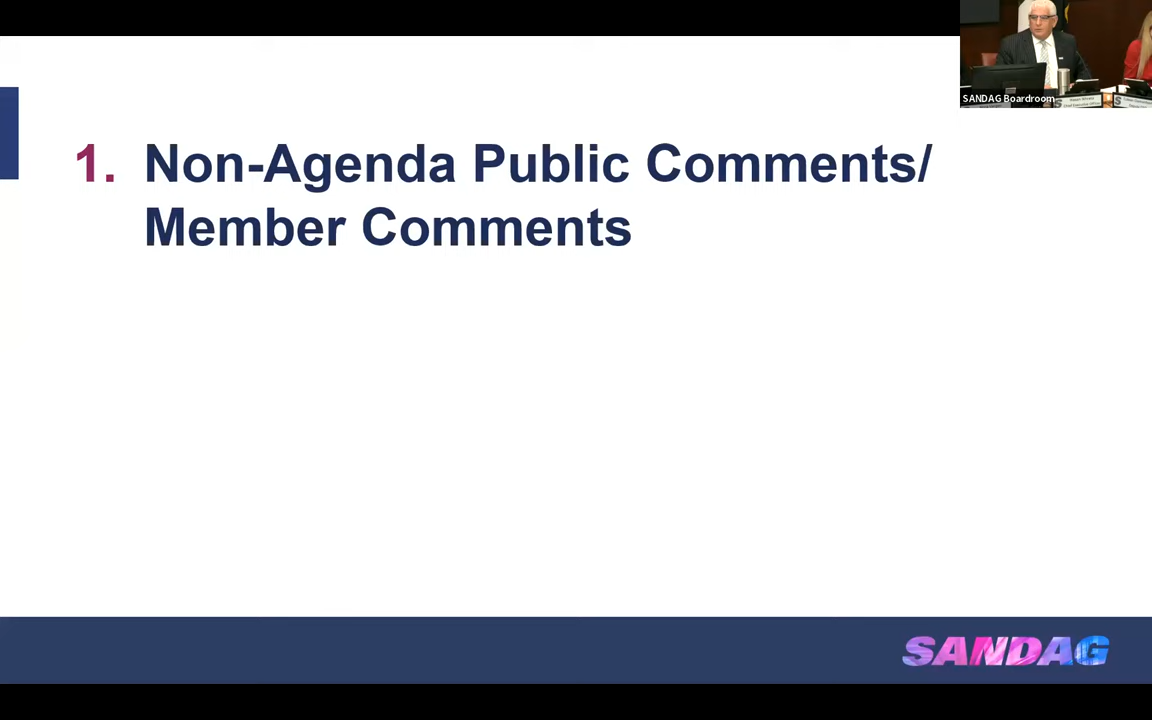 SANDAG Boardroom
1. Non-Agenda Public Comments/
Member Comments
SANDAG